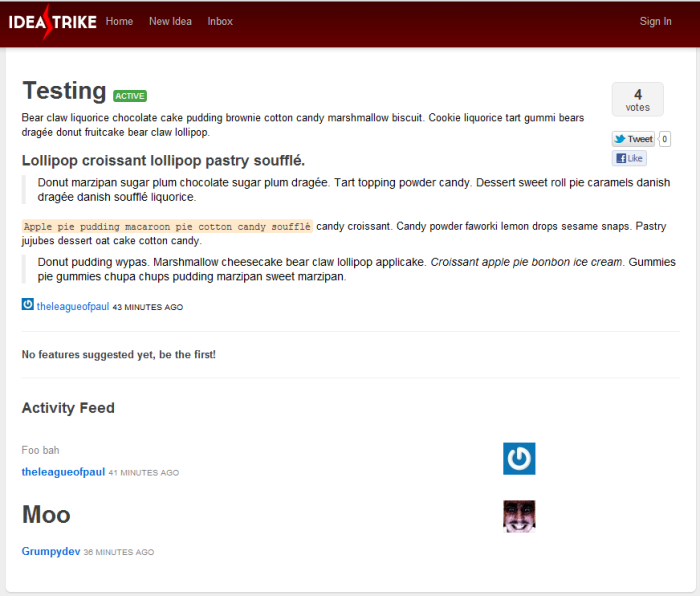 IDEASTRIKE Home New Idea Inbox Sign In
Testing ACTIVE
4
votes
Bear claw liquorice chocolate cake pudding brownie cotton candy marshmallow biscuit. Cookie liquorice tart gummi bears
dragée donut fruitcake bear claw lollipop.
Tweet 0
Like
Lollipop croissant lollipop pastry soufflé.
Donut marzipan sugar plum chocolate sugar plum dragée. Tart topping powder candy. Dessert sweet roll pie caramels danish
dragée danish soufflé liquorice.
Apple pie pudding macaroon pie cotton candy soufflé candy croissant. Candy powder faworki lemon drops sesame snaps. Pastry
jujubes dessert oat cake cotton candy.
Donut pudding wypas. Marshmallow cheesecake bear claw lollipop applicake. Croissant apple pie bonbon ice cream. Gummies
pie gummies chupa chups pudding marzipan sweet marzipan.
theleagueofpaul 43 MINUTES AGO
No features suggested yet, be the first!
Activity Feed
Foo bah
theleagueofpaul 41 MINUTES AGO
Moo
Grumpydev 36 MINUTES AGO